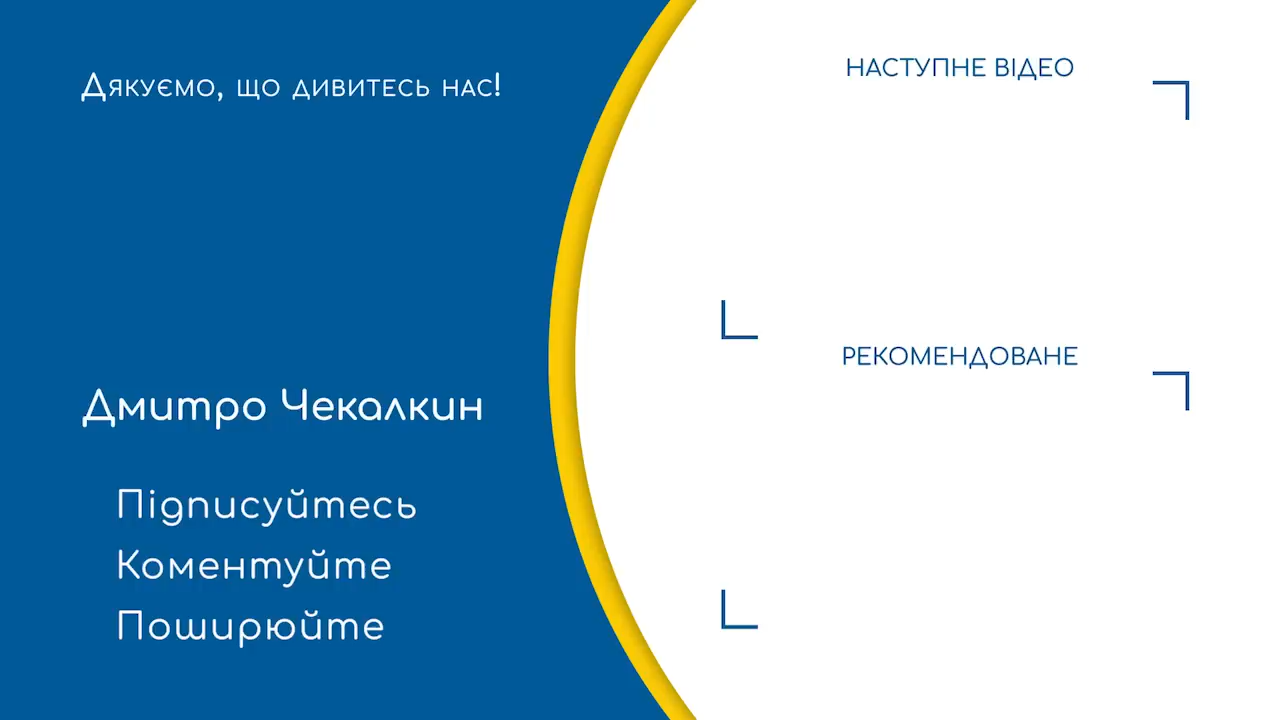 Дякуємо, що дивитесь нас!
Дмитро Чекалкин
Підписуйтесь
Коментуйте
Поширюйте
НАСТУПНЕ ВІДЕО
РЕКОМЕНДОВАНЕ